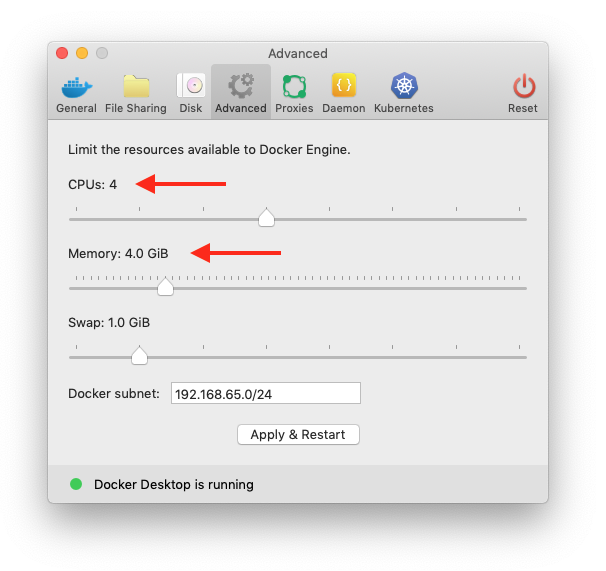 Advanced
General File Sharing Disk Advanced Proxies Daemon Kubernetes Reset
Limit the resources available to Docker Engine.
CPUs: 4
Memory: 4.0 GiB
Swap: 1.0 GiB
Docker subnet: 192.168.65.0/24
Apply & Restart
Docker Desktop is running